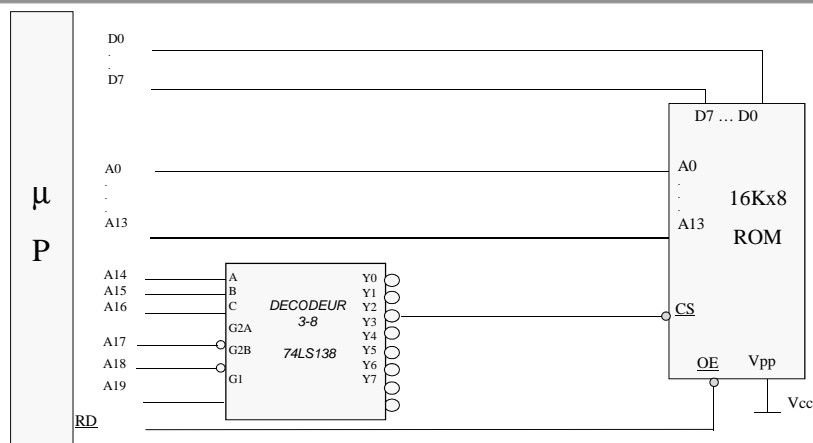 D0
.
.
D7
D7 ... D0
A0
.
.
.
A13
A0
.
.
.
A13
16Kx8
ROM
μ
P
A14
A15
A16
A17
A18
A19
A
B
C
G2A
G2B
G1
DECODEUR
3-8
74LS138
Y0
Y1
Y2
Y3
Y4
Y5
Y6
Y7
CS
OE
Vpp
Vcc
RD